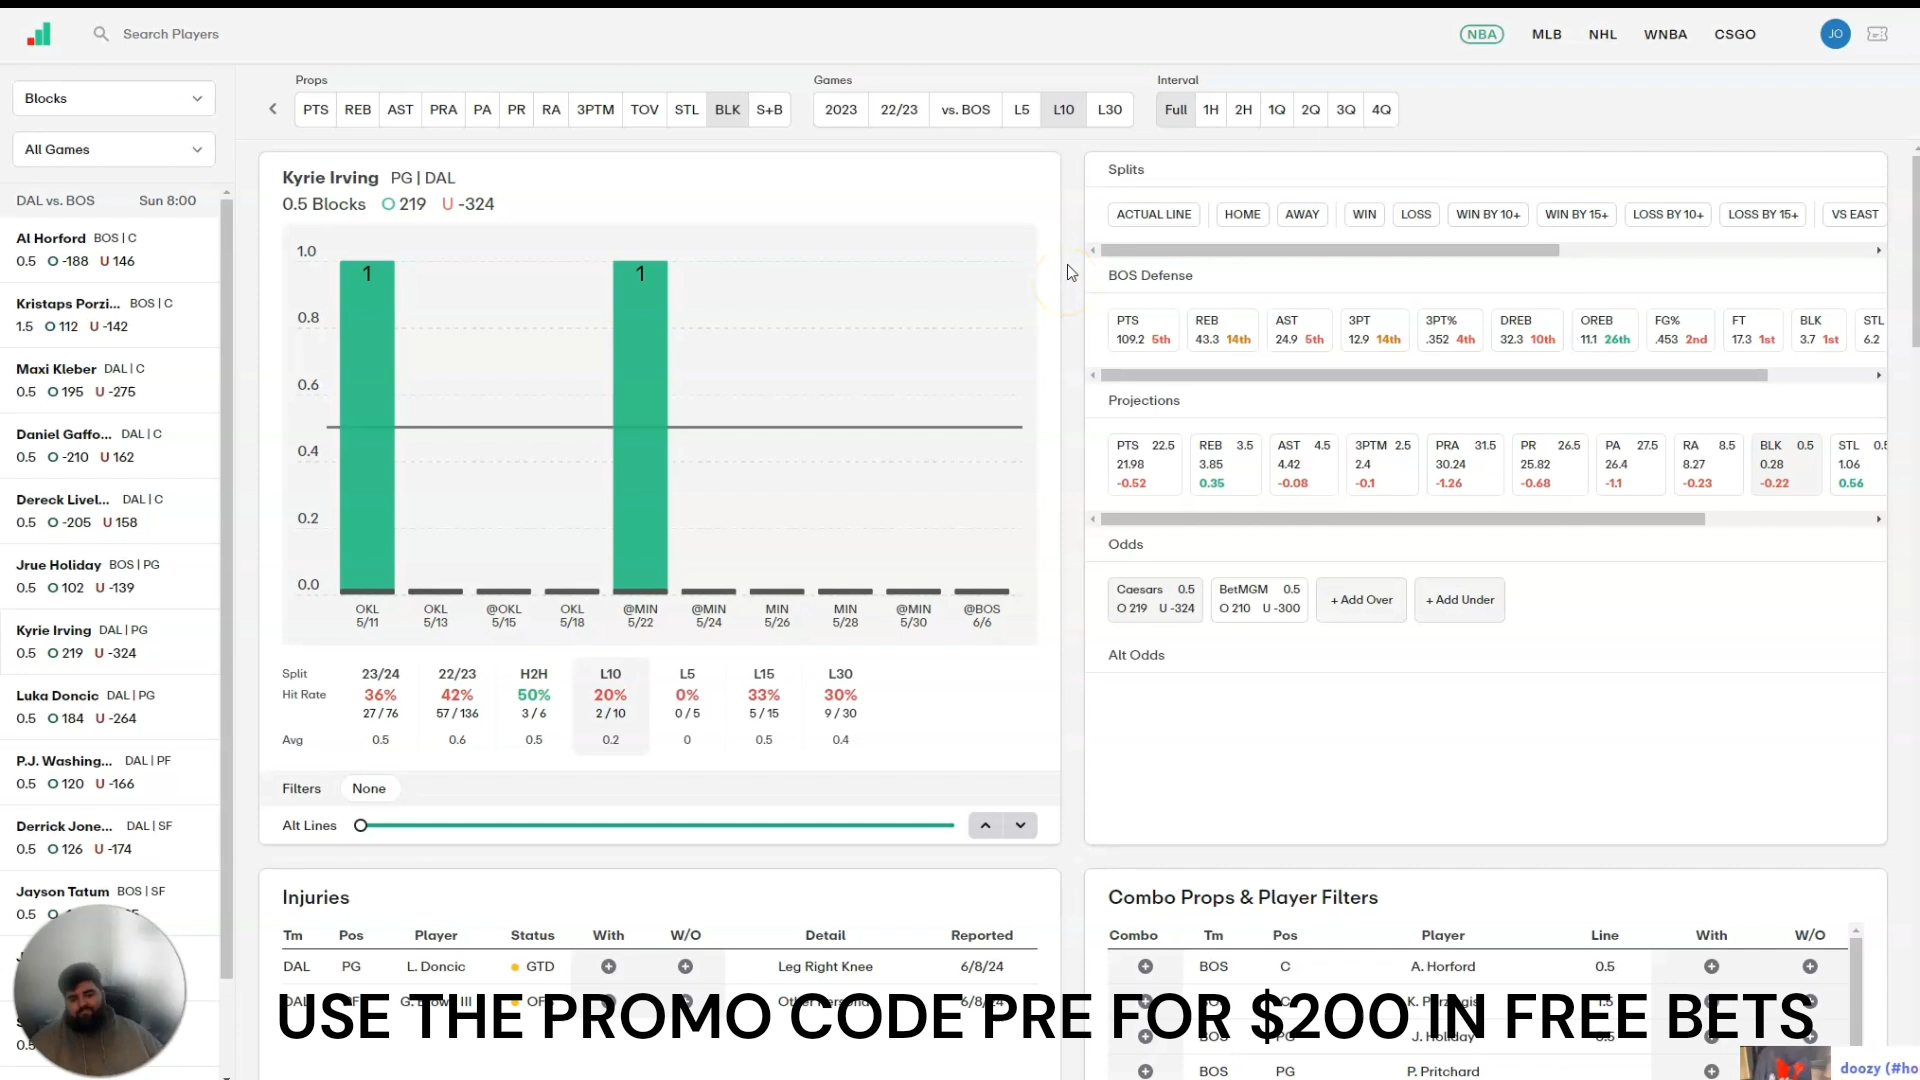 Search Players
NBA MLB NHL WNBA CSGO JO
Blocks
All Games
DAL vs. BOS Sun 8:00
Al Horford BOS | C
0.5 O -188 U 146
Kristaps Porzi... BOS | C
1.5 O 112 U -142
Maxi Kleber DAL | C
0.5 O 195 U -275
Daniel Gaffo... DAL | C
0.5 O -210 U 162
Dereck Livel... DAL | C
0.5 O -205 U 158
Jrue Holiday BOS | PG
0.5 O 102 U -139
Kyrie Irving DAL | PG
0.5 O 219 U -324
Luka Doncic DAL | PG
0.5 O 184 U -264
P.J. Washing... DAL | PF
0.5 O 120 U -166
Derrick Jone... DAL | SF
0.5 O 126 U -174
Jayson Tatum BOS | SF
0.5 O
Props
PTS REB AST PRA PA PR RA 3PTM TOV STL BLK S+B
Games
2023 22/23 vs. BOS L5 L10 L30
Interval
Full 1H 2H 1Q 2Q 3Q 4Q
Kyrie Irving PG | DAL
0.5 Blocks O 219 U -324
1.0
0.8
0.6
0.4
0.2
0.0
1 1
OKL OKL @OKL OKL @MIN @MIN MIN MIN @MIN @BOS
5/11 5/13 5/15 5/18 5/22 5/24 5/26 5/28 5/30 6/6
Split 23/24 22/23 H2H L10 L5 L15 L30
Hit Rate 36% 42% 50% 20% 0% 33% 30%
27 / 76 57 / 136 3 / 6 2 / 10 0 / 5 5 / 15 9 / 30
Avg 0.5 0.6 0.5 0.2 0 0.5 0.4
Filters None
Alt Lines
Splits
ACTUAL LINE HOME AWAY WIN LOSS WIN BY 10+ WIN BY 15+ LOSS BY 10+ LOSS BY 15+ VS EAST
BOS Defense
PTS REB AST 3PT 3PT% DREB OREB FG% FT BLK STL
109.2 5th 43.3 14th 24.9 5th 12.9 14th .352 4th 32.3 10th 11.1 26th .453 2nd 17.3 1st 3.7 1st 6.2
Projections
PTS 22.5 REB 3.5 AST 4.5 3PTM 2.5 PRA 31.5 PR 26.5 PA 27.5 RA 8.5 BLK 0.5 STL 0.5
21.98 3.85 4.42 2.4 30.24 25.82 26.4 8.27 0.28 1.06
-0.52 0.35 -0.08 -0.1 -1.26 -0.68 -1.1 -0.23 -0.22 0.56
Odds
Caesars 0.5 BetMGM 0.5 + Add Over + Add Under
O 219 U -324 O 210 U -300
Alt Odds
Injuries
Tm Pos Player Status With W/O Detail Reported
DAL PG L. Doncic GTD Leg Right Knee 6/8/24
Combo Props & Player Filters
Combo Tm Pos Player Line With W/O
BOS C A. Horford 0.5
BOS PG J. Holiday
BOS PG P. Pritchard
USE THE PROMO CODE PRE FOR $200 IN FREE BETS
doozy (#ho